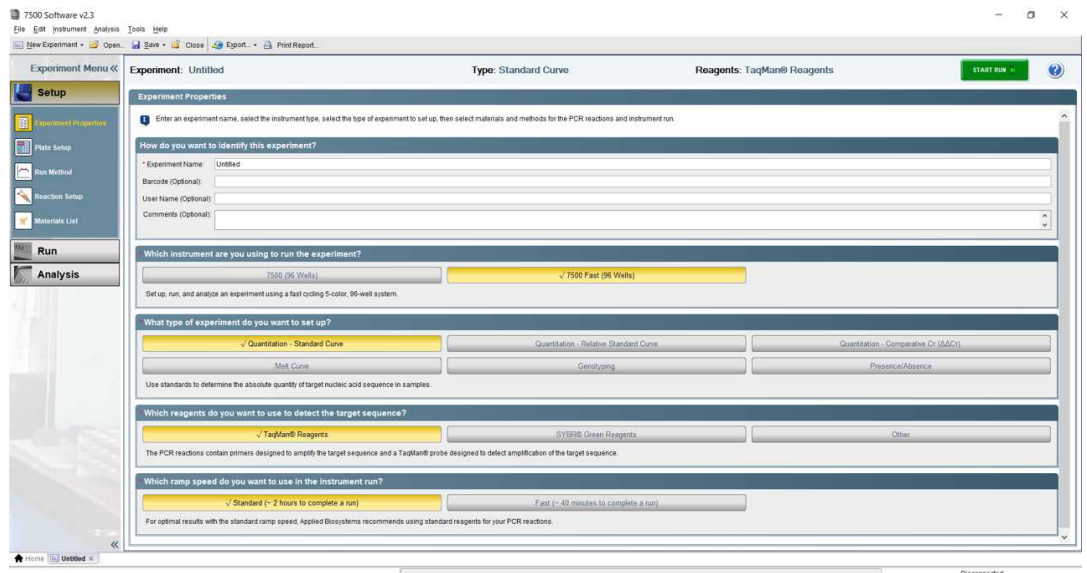 7500 Software v2.3
File Edit Instrument Analysis Tools Help
New Experiment Open... Save Close Export... Print Report...
Experiment Menu «
Experiment: Untitled Type: Standard Curve Reagents: TaqMan® Reagents START RUN ?
Setup
Experiment Properties
Plate Setup
Run Method
Reaction Setup
Materials List
Run
Analysis
Experiment Properties
Enter an experiment name, select the instrument type, select the type of experiment to set up, then select materials and methods for the PCR reactions and instrument run.
How do you want to identify this experiment?
* Experiment Name: Untitled
Barcode (Optional):
User Name (Optional):
Comments (Optional):
Which instrument are you using to run the experiment?
7500 (96 Wells) √ 7500 Fast (96 Wells)
Set up, run, and analyze an experiment using a fast cycling 5-color, 96-well system.
What type of experiment do you want to set up?
√ Quantitation - Standard Curve Quantitation - Relative Standard Curve Quantitation - Comparative CT (ΔΔCT)
Melt Curve Genotyping Presence/Absence
Use standards to determine the absolute quantity of target nucleic acid sequence in samples.
Which reagents do you want to use to detect the target sequence?
√ TaqMan® Reagents SYBR® Green Reagents Other
The PCR reactions contain primers designed to amplify the target sequence and a TaqMan® probe designed to detect amplification of the target sequence.
Which ramp speed do you want to use in the instrument run?
√ Standard (~ 2 hours to complete a run) Fast (~ 40 minutes to complete a run)
For optimal results with the standard ramp speed, Applied Biosystems recommends using standard reagents for your PCR reactions.
«
Home Untitled ×
Disconnected